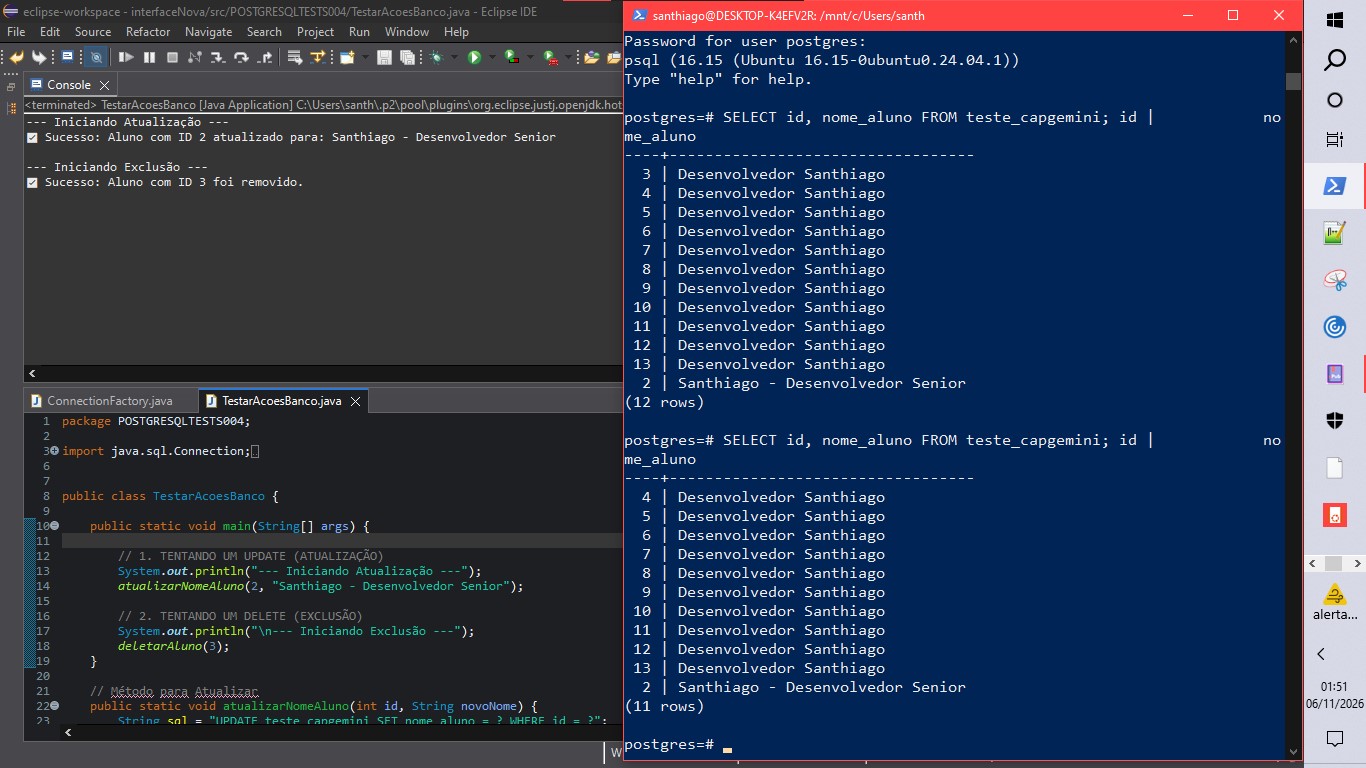 eclipse-workspace - interfaceNova/src/POSTGRESQLTESTS004/TestarAcoesBanco.java - Eclipse IDE
File Edit Source Refactor Navigate Search Project Run Window Help
Console
<terminated> TestarAcoesBanco [Java Application] C:\Users\santh\.p2\pool\plugins\org.eclipse.justj.openjdk.hot
--- Iniciando Atualização ---
Sucesso: Aluno com ID 2 atualizado para: Santhiago - Desenvolvedor Senior
--- Iniciando Exclusão ---
Sucesso: Aluno com ID 3 foi removido.
ConnectionFactory.java
TestarAcoesBanco.java
1 package POSTGRESQLTESTS004;
2
3 import java.sql.Connection;
6
7
8 public class TestarAcoesBanco {
9
10 public static void main(String[] args) {
11
12 // 1. TENTANDO UM UPDATE (ATUALIZAÇÃO)
13 System.out.println("--- Iniciando Atualização ---");
14 atualizarNomeAluno(2, "Santhiago - Desenvolvedor Senior");
15
16 // 2. TENTANDO UM DELETE (EXCLUSÃO)
17 System.out.println("\n--- Iniciando Exclusão ---");
18 deletarAluno(3);
19 }
20
21 // Método para Atualizar
22 public static void atualizarNomeAluno(int id, String novoNome) {
23 String sql = "UPDATE teste_capgemini SET nome_aluno = ? WHERE id = ?";
W
santhiago@DESKTOP-K4EFV2R: /mnt/c/Users/santh
Password for user postgres:
psql (16.15 (Ubuntu 16.15-0ubuntu0.24.04.1))
Type "help" for help.
postgres=# SELECT id, nome_aluno FROM teste_capgemini; id | no
me_aluno
----+----------------------------------
3 | Desenvolvedor Santhiago
4 | Desenvolvedor Santhiago
5 | Desenvolvedor Santhiago
6 | Desenvolvedor Santhiago
7 | Desenvolvedor Santhiago
8 | Desenvolvedor Santhiago
9 | Desenvolvedor Santhiago
10 | Desenvolvedor Santhiago
11 | Desenvolvedor Santhiago
12 | Desenvolvedor Santhiago
13 | Desenvolvedor Santhiago
2 | Santhiago - Desenvolvedor Senior
(12 rows)
postgres=# SELECT id, nome_aluno FROM teste_capgemini; id | no
me_aluno
----+----------------------------------
4 | Desenvolvedor Santhiago
5 | Desenvolvedor Santhiago
6 | Desenvolvedor Santhiago
7 | Desenvolvedor Santhiago
8 | Desenvolvedor Santhiago
9 | Desenvolvedor Santhiago
10 | Desenvolvedor Santhiago
11 | Desenvolvedor Santhiago
12 | Desenvolvedor Santhiago
13 | Desenvolvedor Santhiago
2 | Santhiago - Desenvolvedor Senior
(11 rows)
postgres=#
alerta...
01:51
06/11/2026